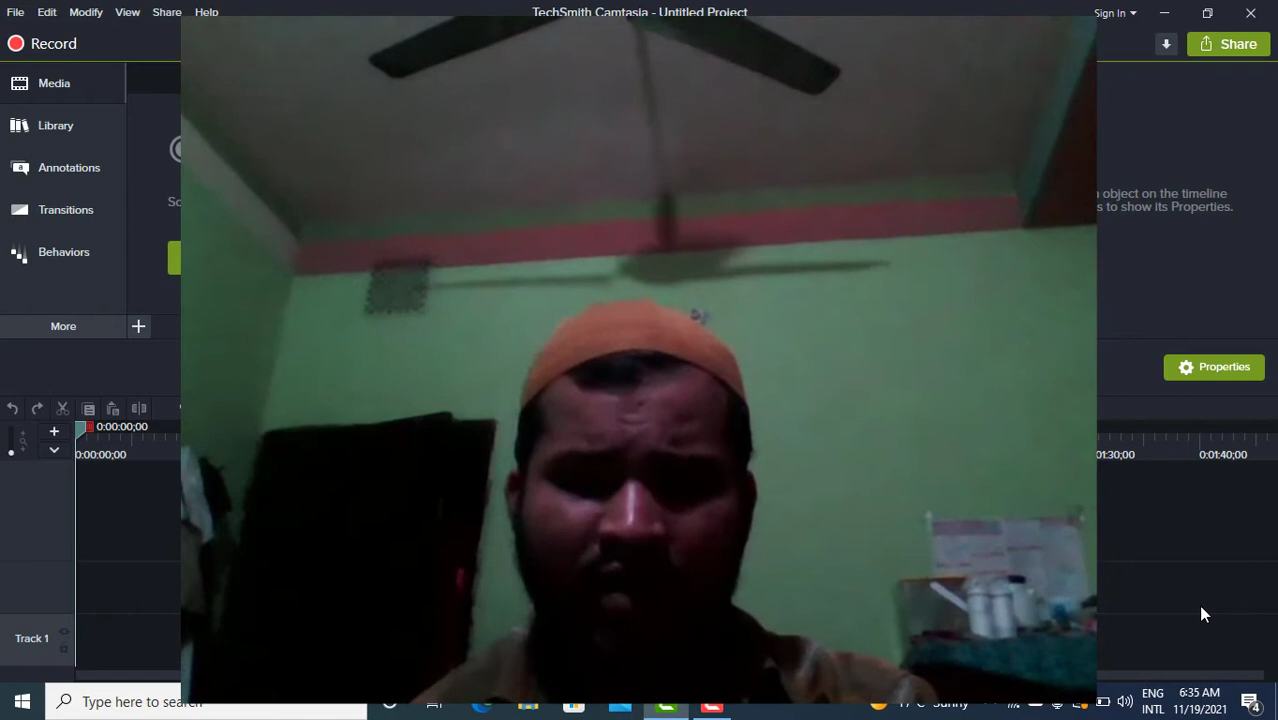 File Edit Modify View Share Help TechSmith Camtasia - Untitled Project Sign In
Record Share
Media
Library
Annotations
Transitions
Behaviors
More
object on the timeline
to show its Properties.
Properties
0:00:00;00
0:00:00;00 01:30;00 0:01:40;00
Track 1
Type here to search
17°C Sunny
ENG
INTL
6:35 AM
11/19/2021
4